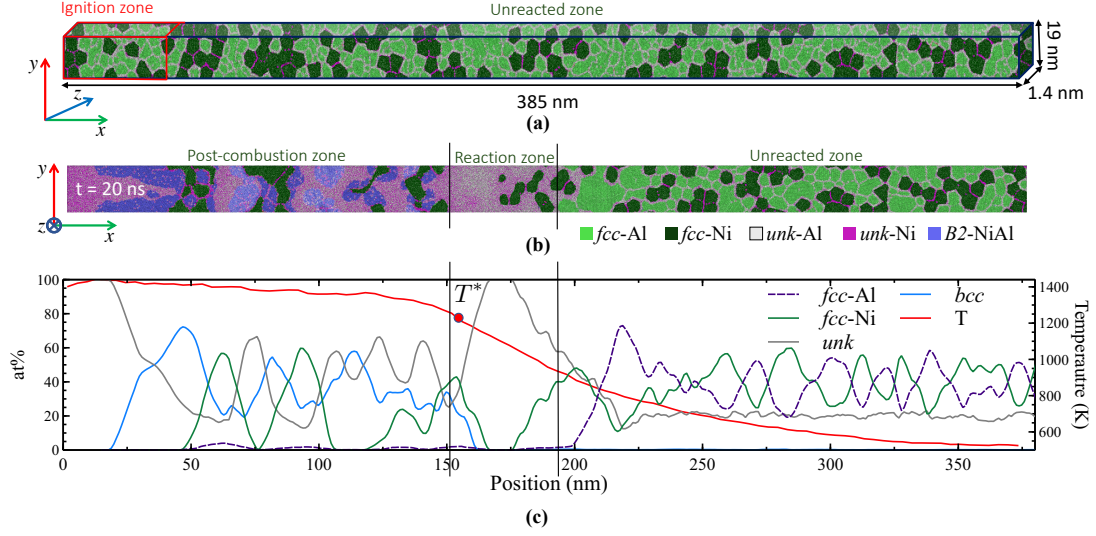 Ignition zone
Unreacted zone
y
z
x
385 nm
19 nm
1.4 nm
(a)
Post-combustion zone
Reaction zone
Unreacted zone
y
t = 20 ns
z
x
(b)
fcc-Al
fcc-Ni
unk-Al
unk-Ni
B2-NiAl
100
80
60
40
20
0
at%
T*
fcc-Al
fcc-Ni
unk
bcc
T
1400
1200
1000
800
600
Temperautre (K)
0
50
100
150
200
250
300
350
Position (nm)
(c)